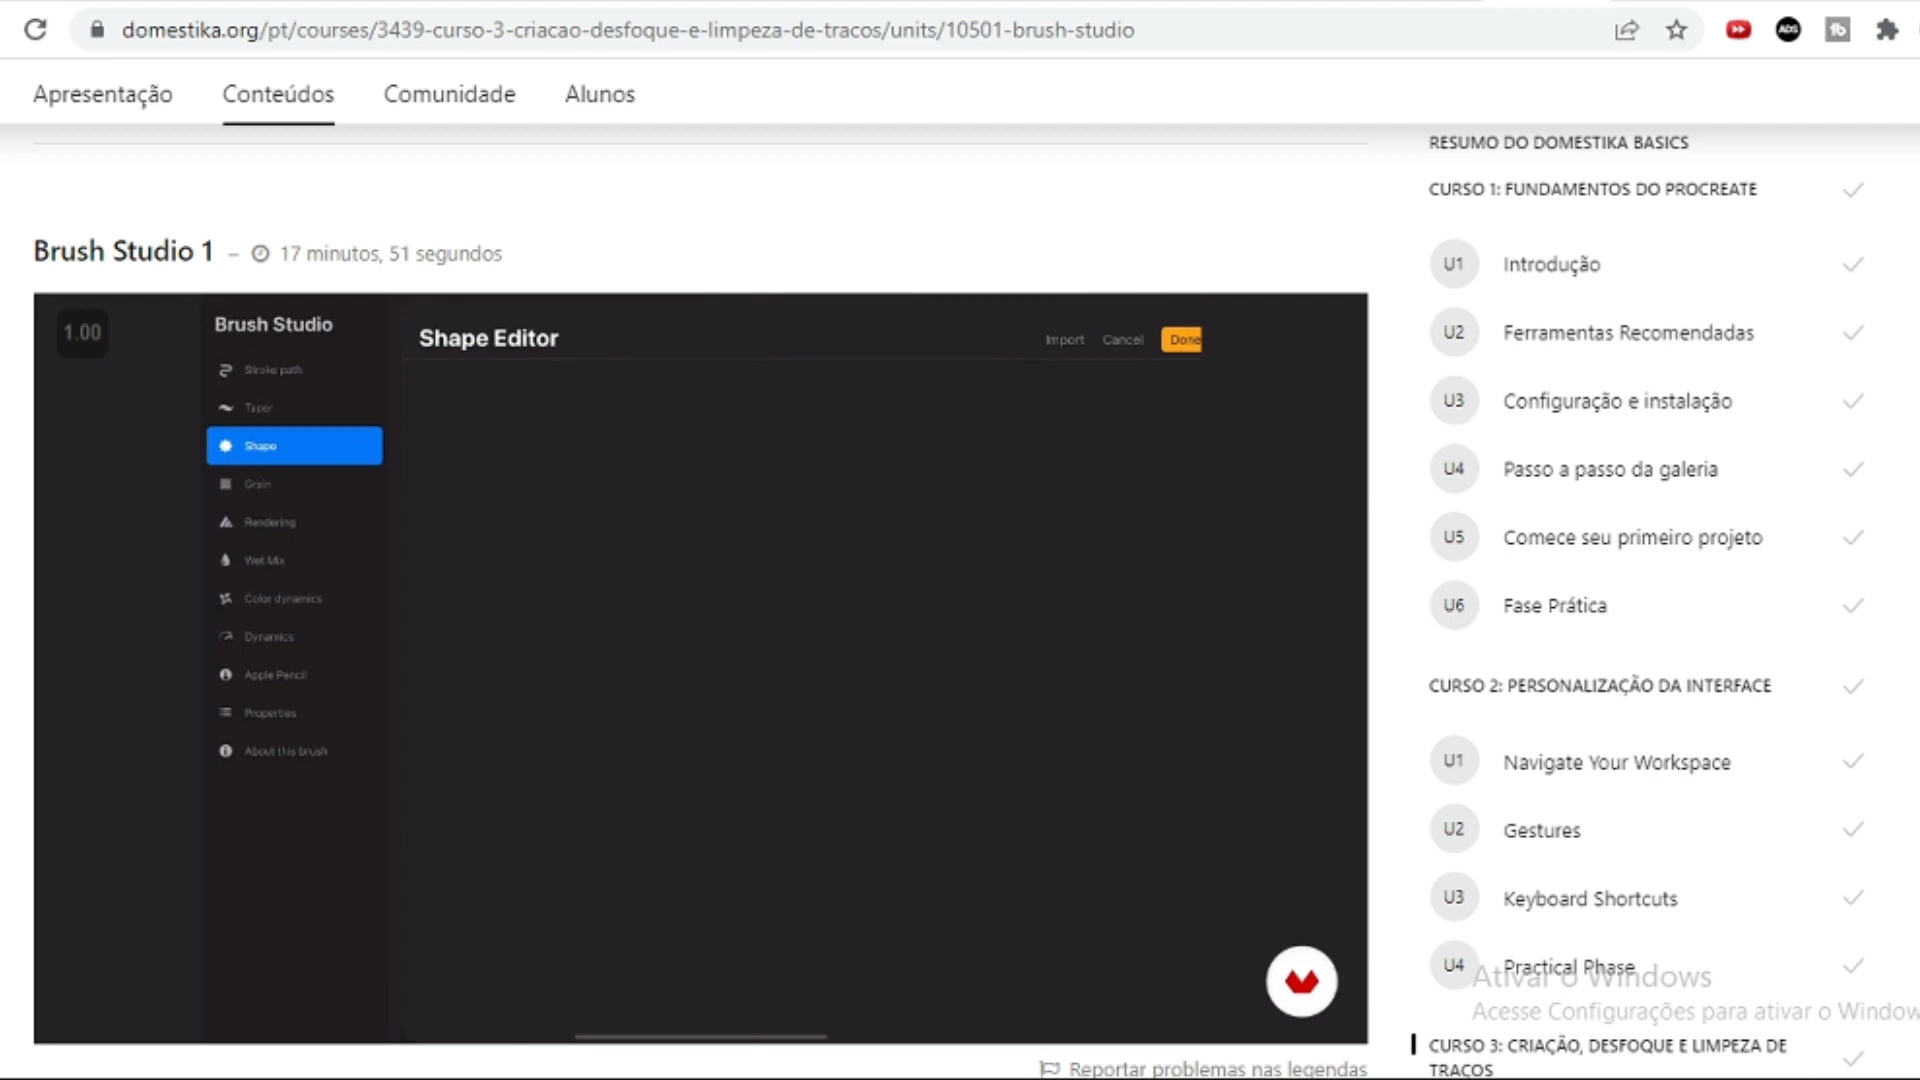 domestika.org/pt/courses/3439-curso-3-criacao-desfoque-e-limpeza-de-tracos/units/10501-brush-studio
ADS
tb
Apresentação
Conteúdos
Comunidade
Alunos
Brush Studio 1 – 17 minutos, 51 segundos
1.00
Brush Studio
Stroke path
Taper
Shape
Grain
Rendering
Wet Mix
Color dynamics
Dynamics
Apple Pencil
Properties
About this brush
Shape Editor
Import
Cancel
Done
Reportar problemas nas legendas
RESUMO DO DOMESTIKA BASICS
CURSO 1: FUNDAMENTOS DO PROCREATE
U1 Introdução
U2 Ferramentas Recomendadas
U3 Configuração e instalação
U4 Passo a passo da galeria
U5 Comece seu primeiro projeto
U6 Fase Prática
CURSO 2: PERSONALIZAÇÃO DA INTERFACE
U1 Navigate Your Workspace
U2 Gestures
U3 Keyboard Shortcuts
U4 Practical Phase
Ativar o Windows
Acesse Configurações para ativar o Window
CURSO 3: CRIAÇÃO, DESFOQUE E LIMPEZA DE
TRAÇOS